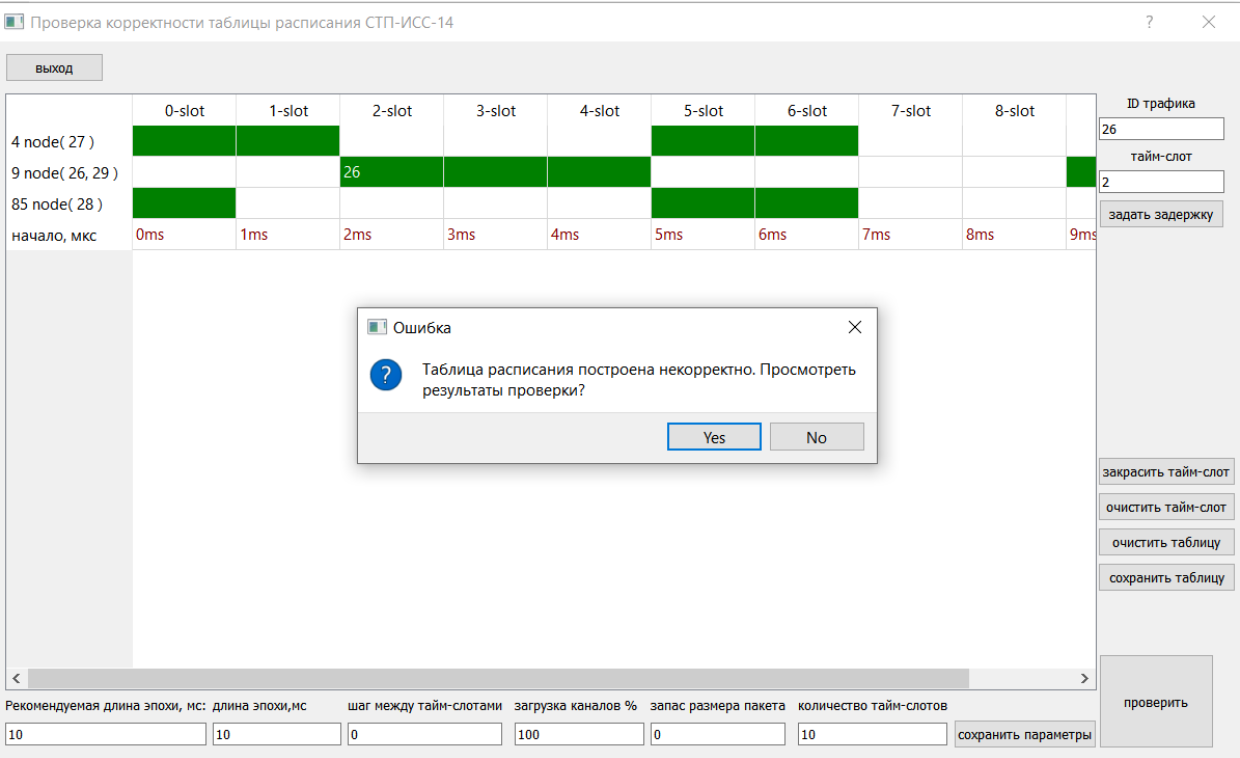 Проверка корректности таблицы расписания СТП-ИСС-14
выход
0-slot 1-slot 2-slot 3-slot 4-slot 5-slot 6-slot 7-slot 8-slot
4 node( 27 )
9 node( 26, 29 ) 26
85 node( 28 )
начало, мкс 0ms 1ms 2ms 3ms 4ms 5ms 6ms 7ms 8ms 9ms
ID трафика
26
тайм-слот
2
задать задержку
Ошибка
Таблица расписания построена некорректно. Просмотреть
результаты проверки?
Yes No
закрасить тайм-слот
очистить тайм-слот
очистить таблицу
сохранить таблицу
Рекомендуемая длина эпохи, мс: длина эпохи,мс шаг между тайм-слотами загрузка каналов % запас размера пакета количество тайм-слотов
10 10 0 100 0 10 сохранить параметры
проверить